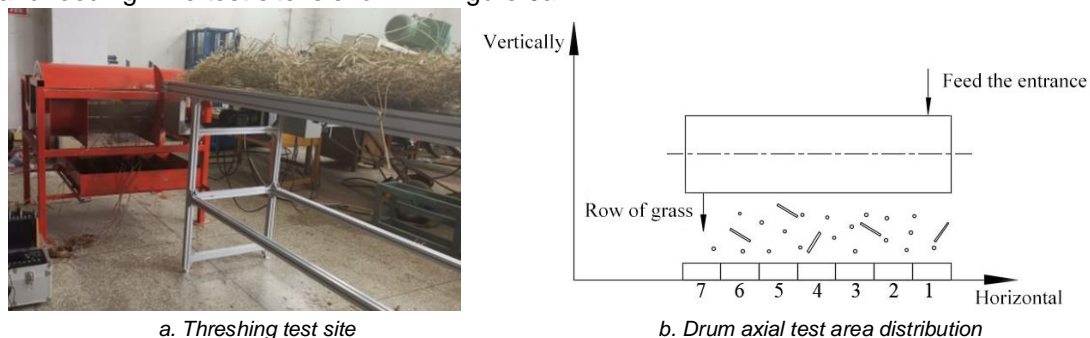 Vertically
Feed the entrance
Row of grass
7 6 5 4 3 2 1
Horizontal
a. Threshing test site
b. Drum axial test area distribution